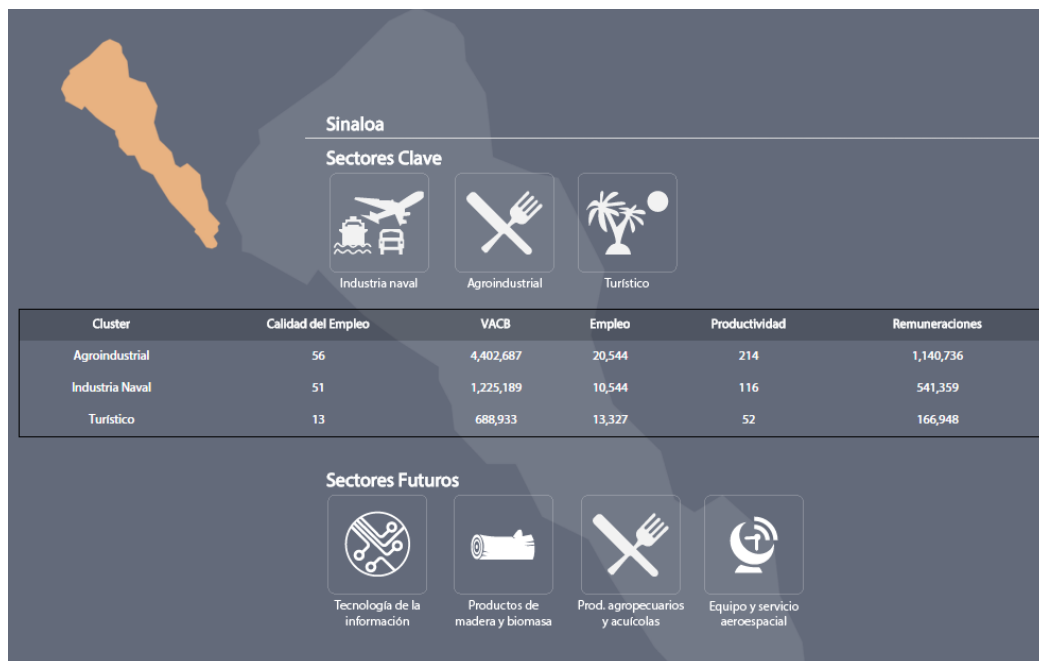 Sinaloa
Sectores Clave
Industria naval
Agroindustrial
Turístico
Cluster Calidad del Empleo VACB Empleo Productividad Remuneraciones
Agroindustrial 56 4,402,687 20,544 214 1,140,736
Industria Naval 51 1,225,189 10,544 116 541,359
Turístico 13 688,933 13,327 52 166,948
Sectores Futuros
Tecnología de la
información
Productos de
madera y biomasa
Prod. agropecuarios
y acuícolas
Equipo y servicio
aeroespacial